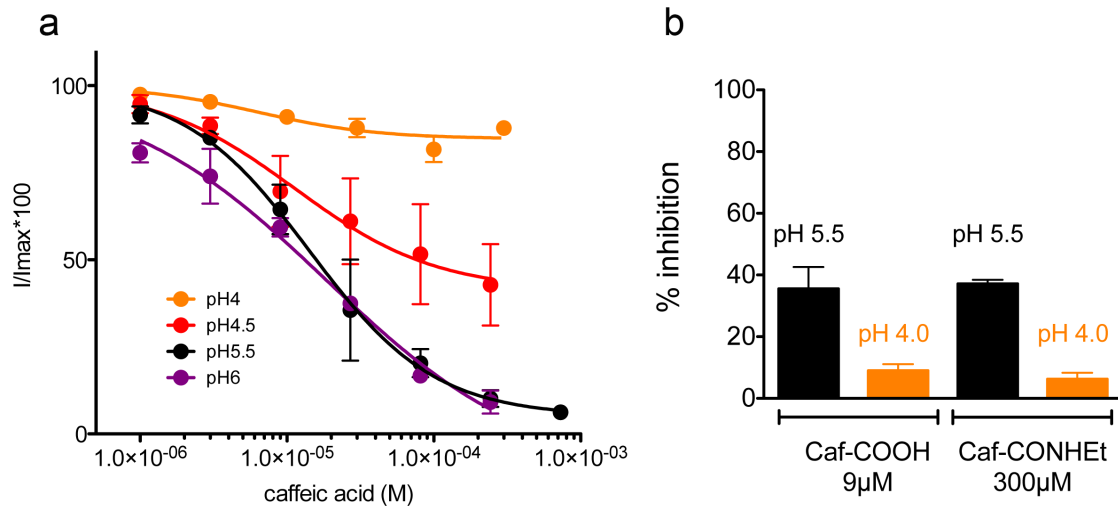 a
b
I/Imax*100
100
50
0
pH4
pH4.5
pH5.5
pH6
1.0×10⁻⁰⁶
1.0×10⁻⁰⁵
1.0×10⁻⁰⁴
1.0×10⁻⁰³
caffeic acid (M)
% inhibition
100
80
60
40
20
0
pH 5.5
pH 4.0
pH 5.5
pH 4.0
Caf-COOH
9µM
Caf-CONHEt
300µM